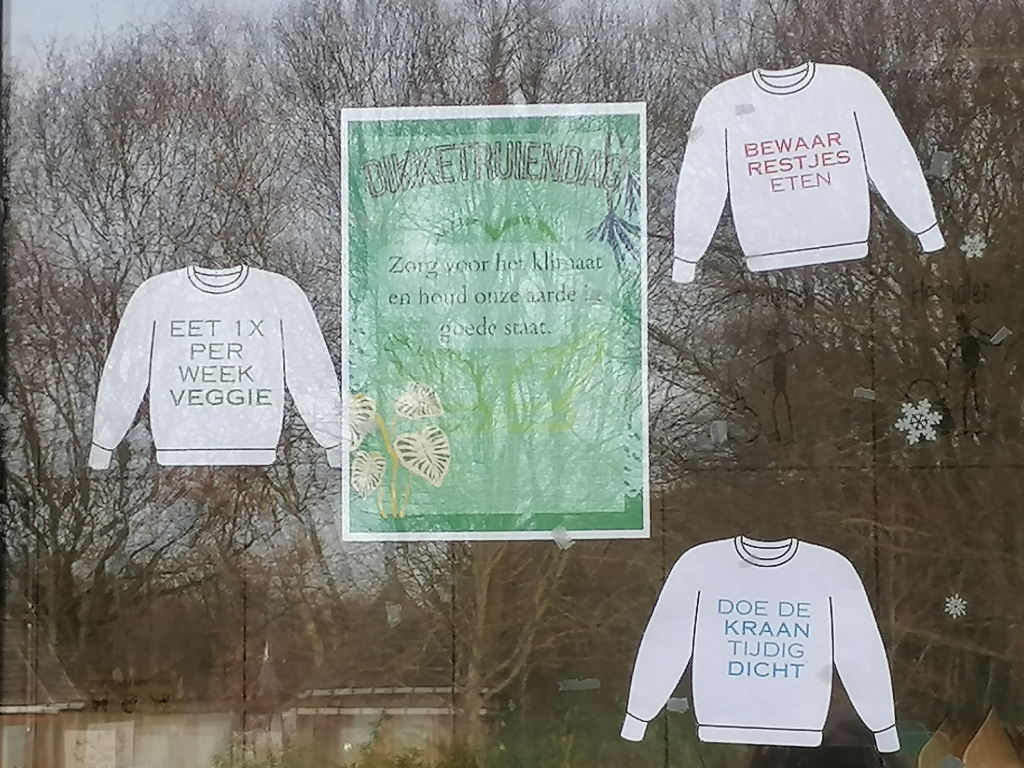 DIKKETRUIENDAG
Zorg voor het klimaat
en houd onze aarde in
goede staat.
BEWAAR
RESTJES
ETEN
EET 1X
PER
WEEK
VEGGIE
DOE DE
KRAAN
TIJDIG
DICHT